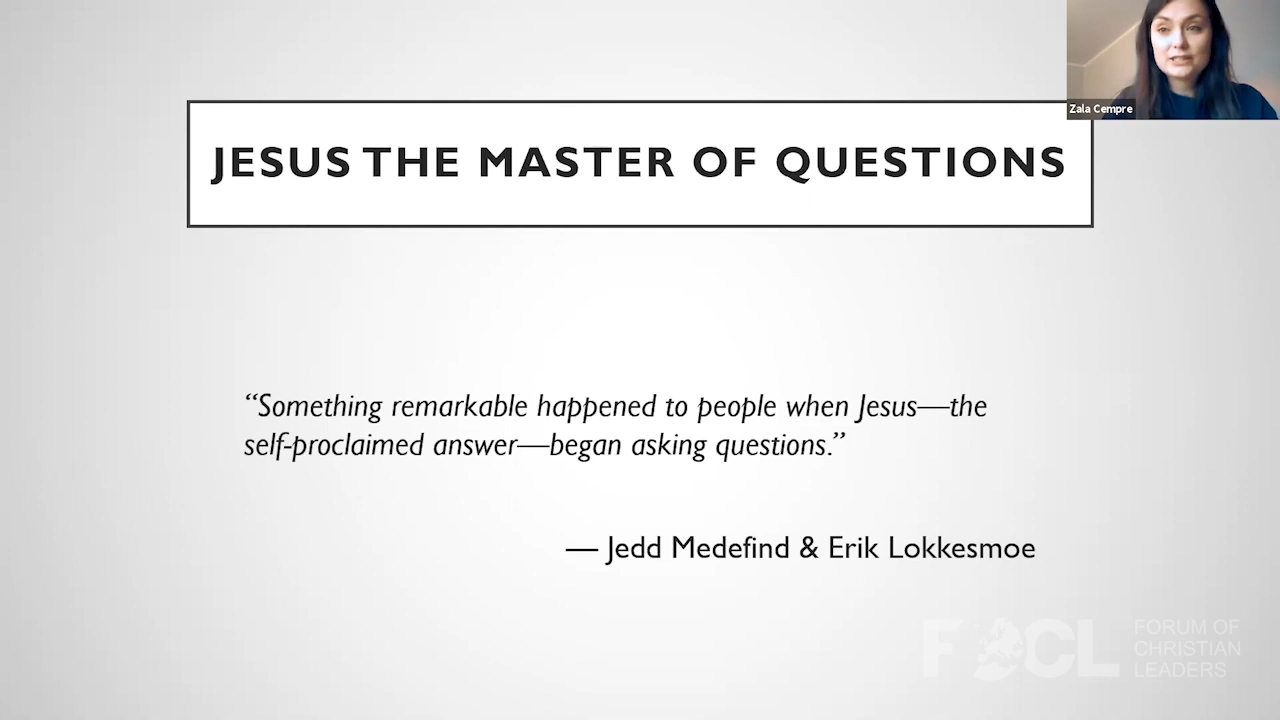 Zala Cempre
JESUS THE MASTER OF QUESTIONS
“Something remarkable happened to people when Jesus—the
self-proclaimed answer—began asking questions.”
— Jedd Medefind & Erik Lokkesmoe
FOCL
FORUM OF
CHRISTIAN
LEADERS